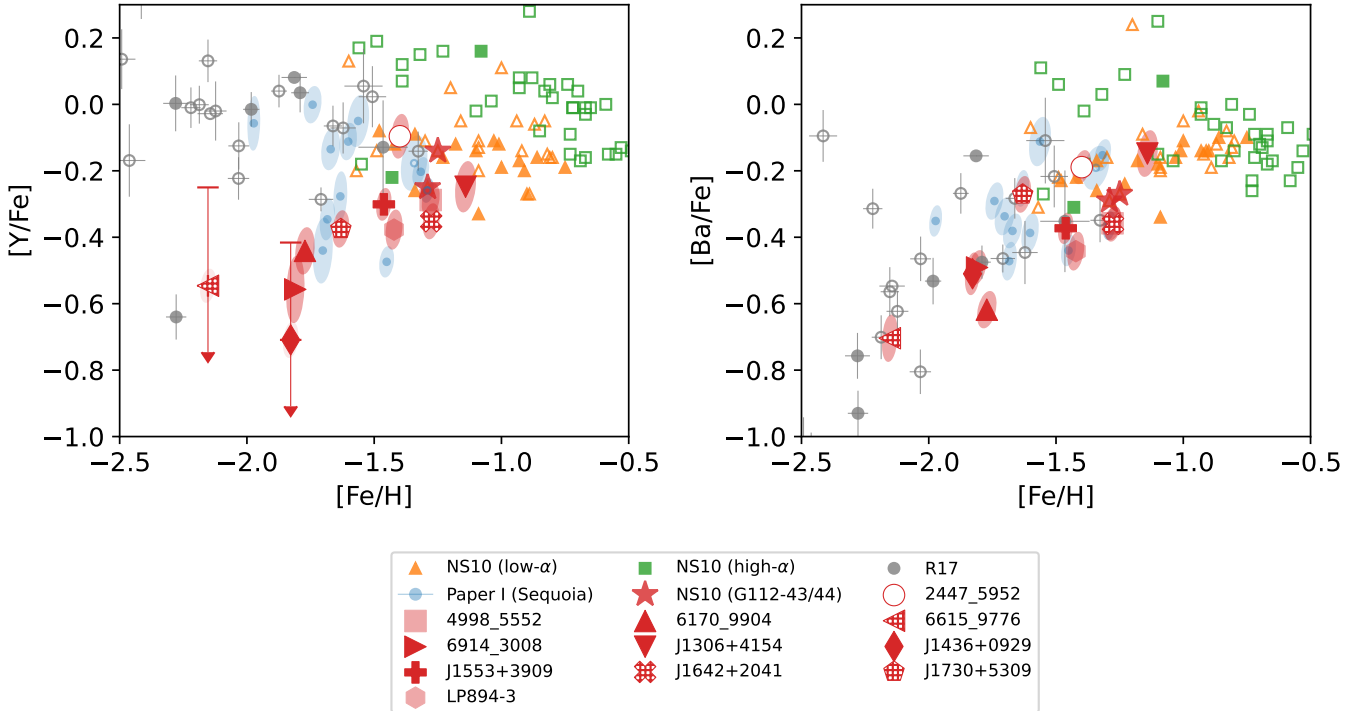 0.2
0.0
−0.2
−0.4
−0.6
−0.8
−1.0
[Y/Fe]
−2.5 −2.0 −1.5 −1.0 −0.5
[Fe/H]
0.2
0.0
−0.2
−0.4
−0.6
−0.8
−1.0
[Ba/Fe]
−2.5 −2.0 −1.5 −1.0 −0.5
[Fe/H]
NS10 (low-α) NS10 (high-α) R17
Paper I (Sequoia) NS10 (G112-43/44) 2447_5952
4998_5552 6170_9904 6615_9776
6914_3008 J1306+4154 J1436+0929
J1553+3909 J1642+2041 J1730+5309
LP894-3